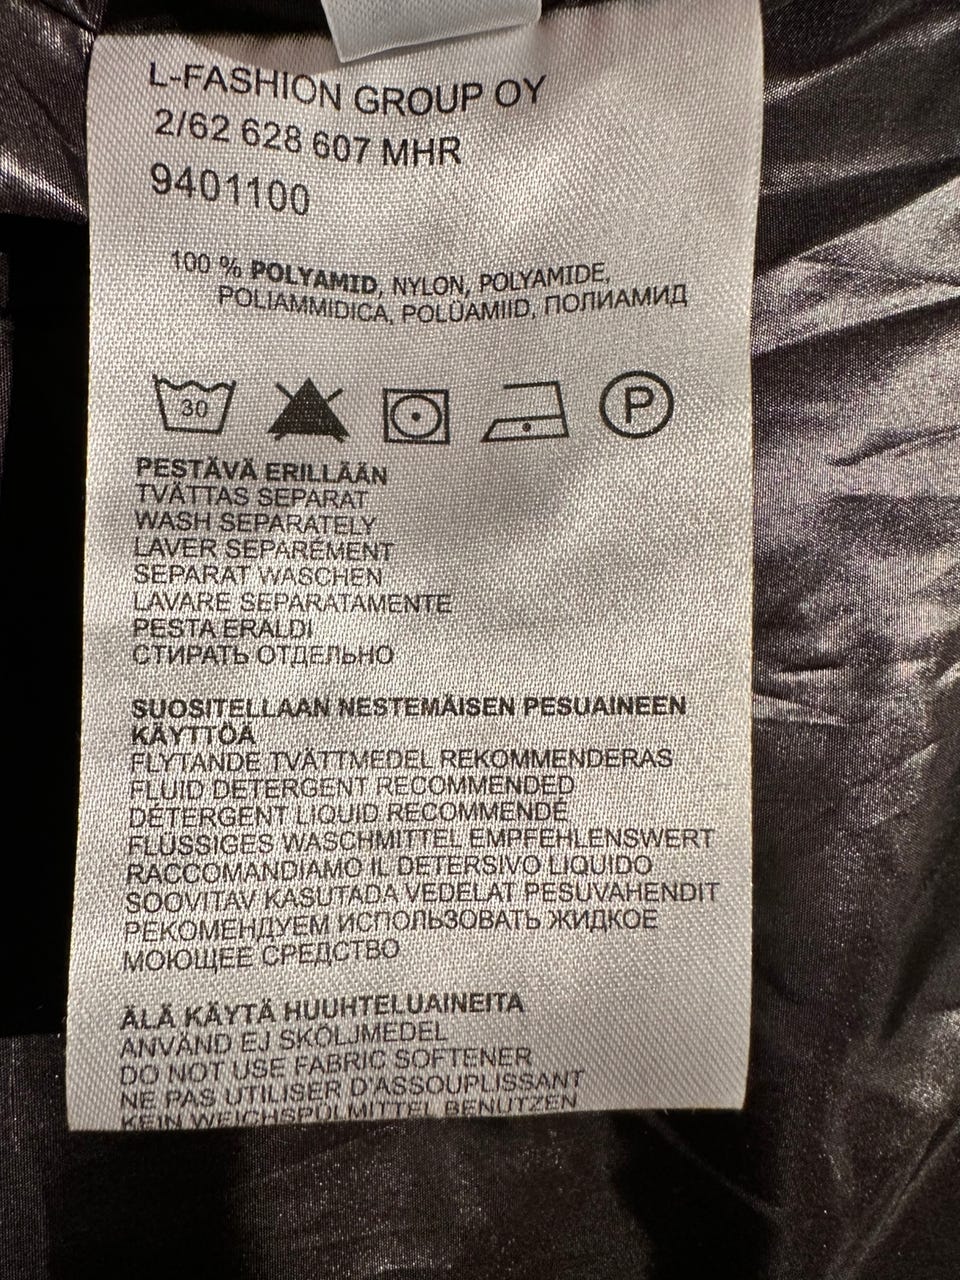 L-FASHION GROUP OY
2/62 628 607 MHR
9401100
100 % POLYAMID, NYLON, POLYAMIDE,
POLIAMMIDICA, POLÜAMIID, ПОЛИАМИД
30 P
PESTÄVÄ ERILLÄÄN
TVÄTTAS SEPARAT
WASH SEPARATELY
LAVER SEPARÉMENT
SEPARAT WASCHEN
LAVARE SEPARATAMENTE
PESTA ERALDI
СТИРАТЬ ОТДЕЛЬНО
SUOSITELLAAN NESTEMÄISEN PESUAINEEN
KÄYTTÖÄ
FLYTANDE TVÄTTMEDEL REKOMMENDERAS
FLUID DETERGENT RECOMMENDED
DÉTERGENT LIQUID RECOMMENDÉ
FLÜSSIGES WASCHMITTEL EMPFEHLENSWERT
RACCOMANDIAMO IL DETERSIVO LIQUIDO
SOOVITAV KASUTADA VEDELAT PESUVAHENDIT
РЕКОМЕНДУЕМ ИСПОЛЬЗОВАТЬ ЖИДКОЕ
МОЮЩЕЕ СРЕДСТВО
ÄLÄ KÄYTÄ HUUHTELUAINEITA
ANVÄND EJ SKÖLJMEDEL
DO NOT USE FABRIC SOFTENER
NE PAS UTILISER D'ASSOUPLISSANT
KEIN WEICHSPÜLMITTEL BENUTZEN